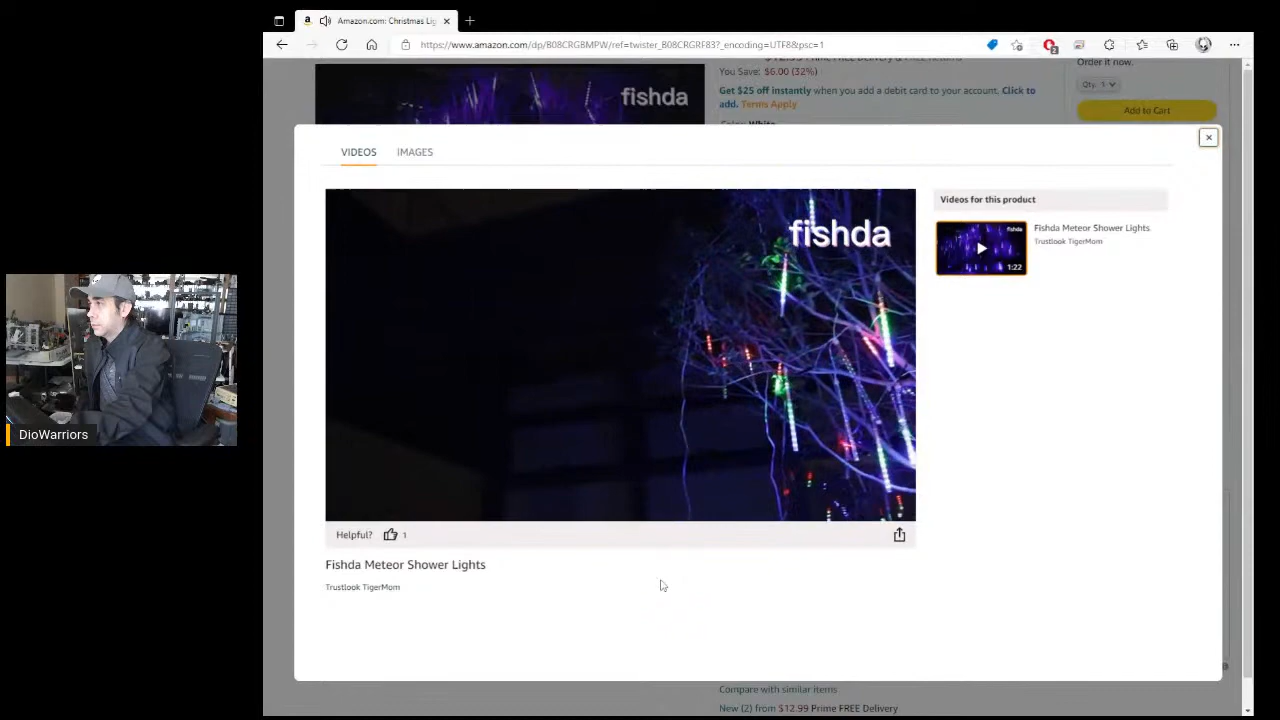 Amazon.com: Christmas Lig
https://www.amazon.com/dp/B08CRGBMPW/ref=twister_B08CRGRF83?_encoding=UTF8&psc=1
2
fishda
You Save: $6.00 (32%)
Get $25 off instantly when you add a debit card to your account. Click to
add. Terms Apply
Order it now.
Qty: 1
Add to Cart
VIDEOS IMAGES
fishda
Videos for this product
fishda
1:22
Fishda Meteor Shower Lights
Trustlook TigerMom
Helpful? 1
Fishda Meteor Shower Lights
Trustlook TigerMom
DioWarriors
Compare with similar items
New (2) from $12.99 Prime FREE Delivery